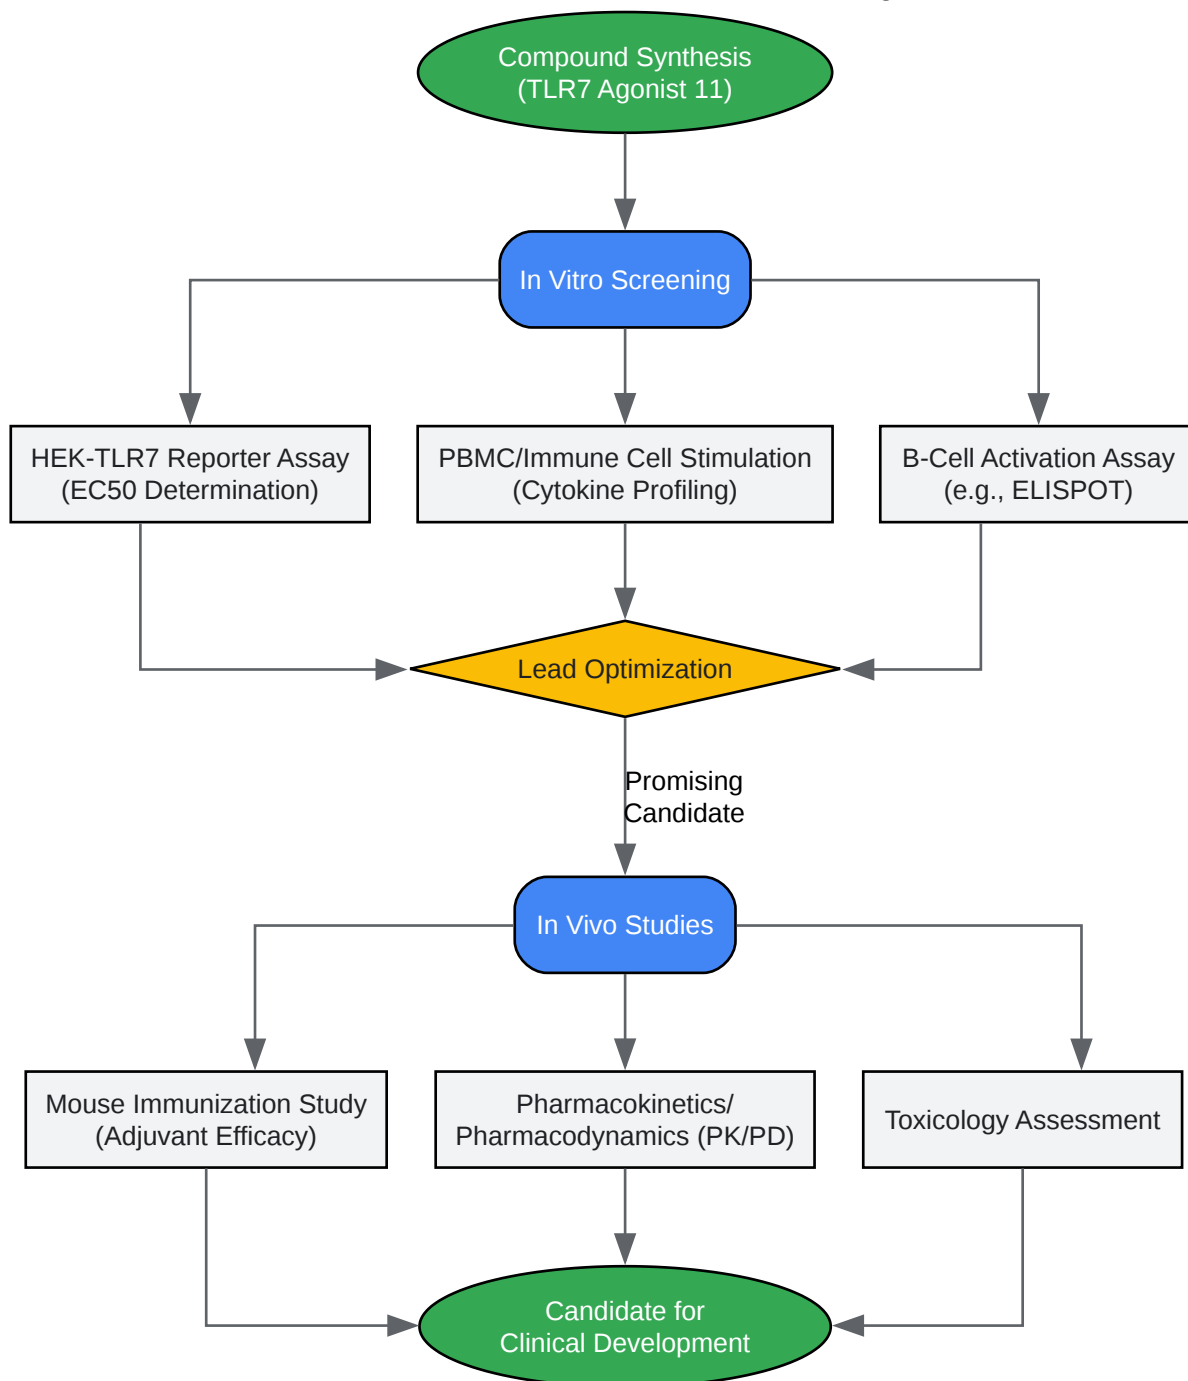 Compound Synthesis
(TLR7 Agonist 11)
In Vitro Screening
HEK-TLR7 Reporter Assay
(EC50 Determination)
PBMC/Immune Cell Stimulation
(Cytokine Profiling)
B-Cell Activation Assay
(e.g., ELISPOT)
Lead Optimization
Promising
Candidate
In Vivo Studies
Mouse Immunization Study
(Adjuvant Efficacy)
Pharmacokinetics/
Pharmacodynamics (PK/PD)
Toxicology Assessment
Candidate for
Clinical Development